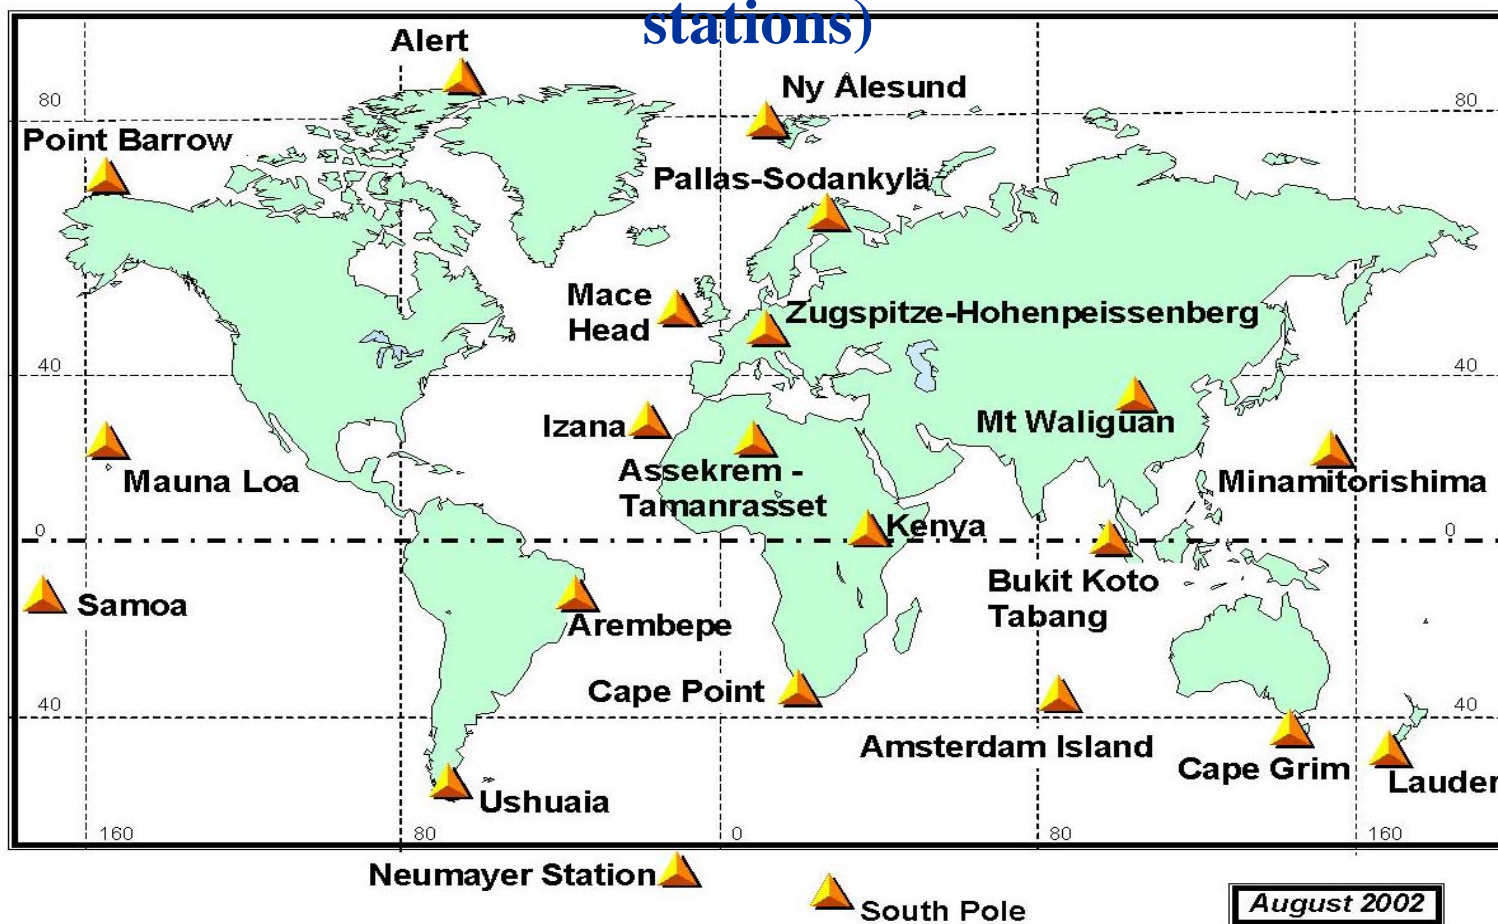 stations)
Alert
Ny Alesund
80
80
Point Barrow
Pallas-Sodankylä
Mace
Head
Zugspitze-Hohenpeissenberg
40
40
Izana
Mt Waliguan
Assekrem -
Tamanrasset
Mauna Loa
Minamitorishima
0
Kenya
0
Bukit Koto
Tabang
Samoa
Arembepe
Cape Point
40
40
Amsterdam Island
Cape Grim
Lauder
Ushuaia
160
80
0
80
160
Neumayer Station
South Pole
August 2002